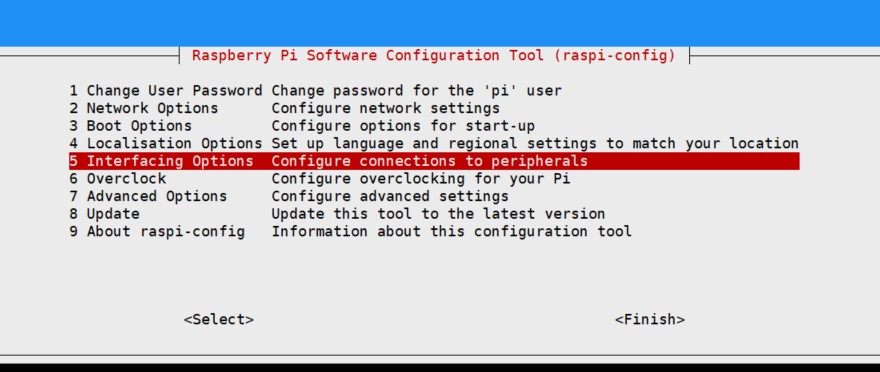 Raspberry Pi Software Configuration Tool (raspi-config)
1 Change User Password Change password for the 'pi' user
2 Network Options Configure network settings
3 Boot Options Configure options for start-up
4 Localisation Options Set up language and regional settings to match your location
5 Interfacing Options Configure connections to peripherals
6 Overclock Configure overclocking for your Pi
7 Advanced Options Configure advanced settings
8 Update Update this tool to the latest version
9 About raspi-config Information about this configuration tool
<Select> <Finish>